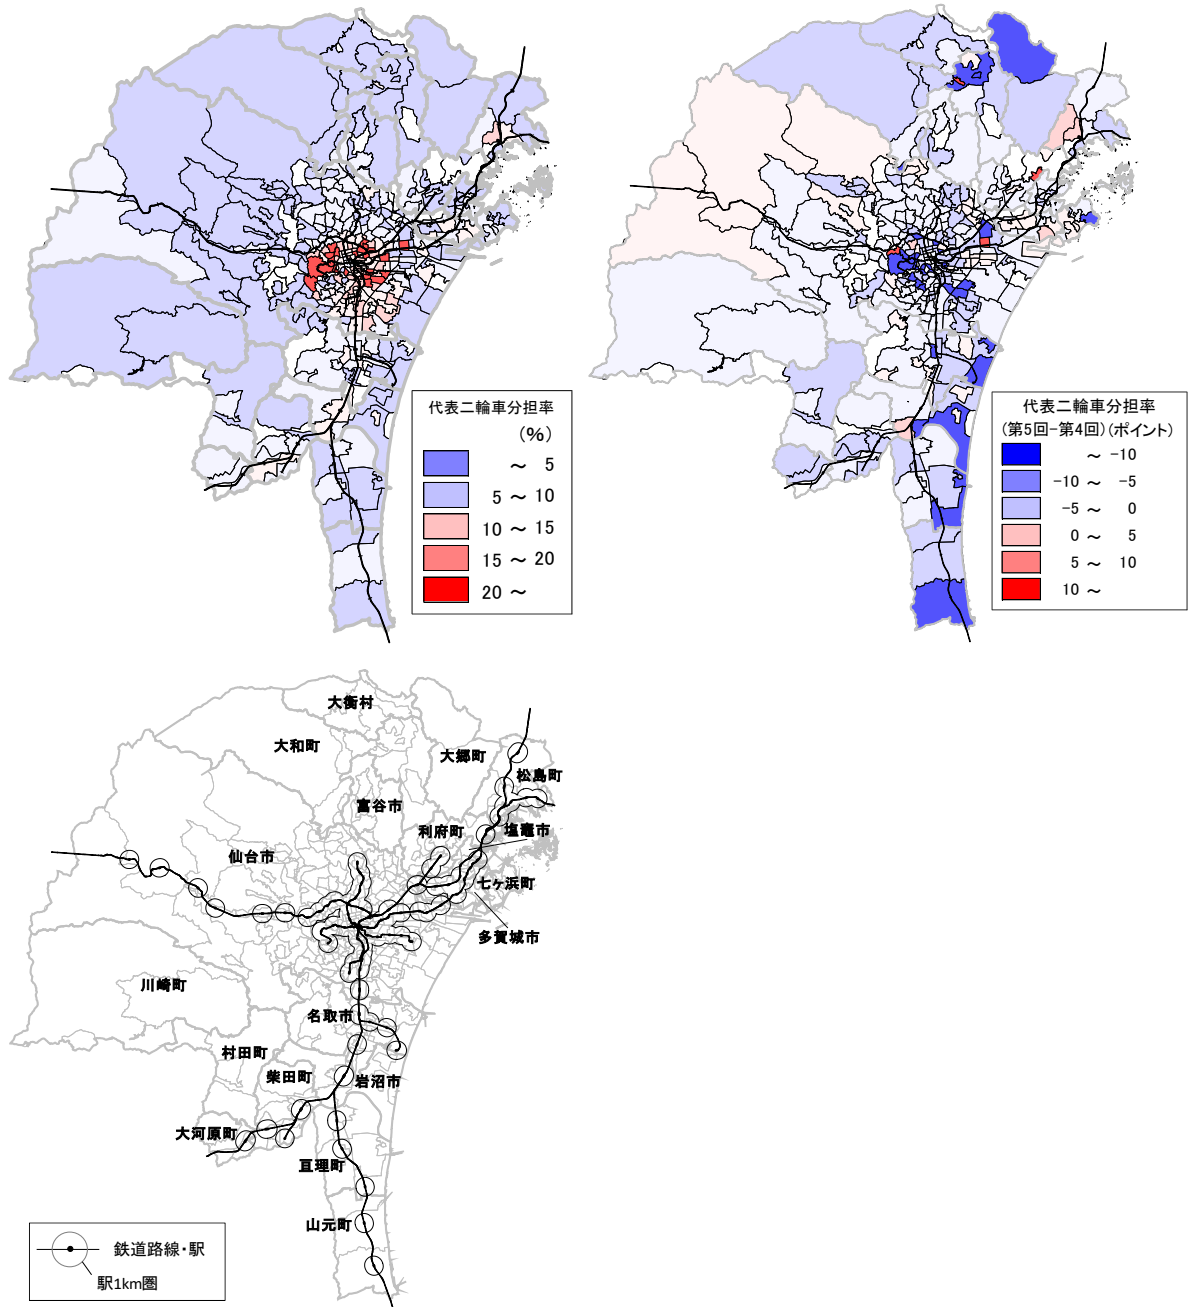 代表二輪車分担率
(%)
～ 5
5 ～ 10
10 ～ 15
15 ～ 20
20 ～
代表二輪車分担率
(第5回-第4回)(ポイント)
～ -10
-10 ～ -5
-5 ～ 0
0 ～ 5
5 ～ 10
10 ～
大衡村
大和町
大郷町
松島町
富谷市
利府町
塩竈市
仙台市
七ヶ浜町
多賀城市
川崎町
名取市
村田町
柴田町
岩沼市
大河原町
亘理町
山元町
鉄道路線・駅
駅1km圏